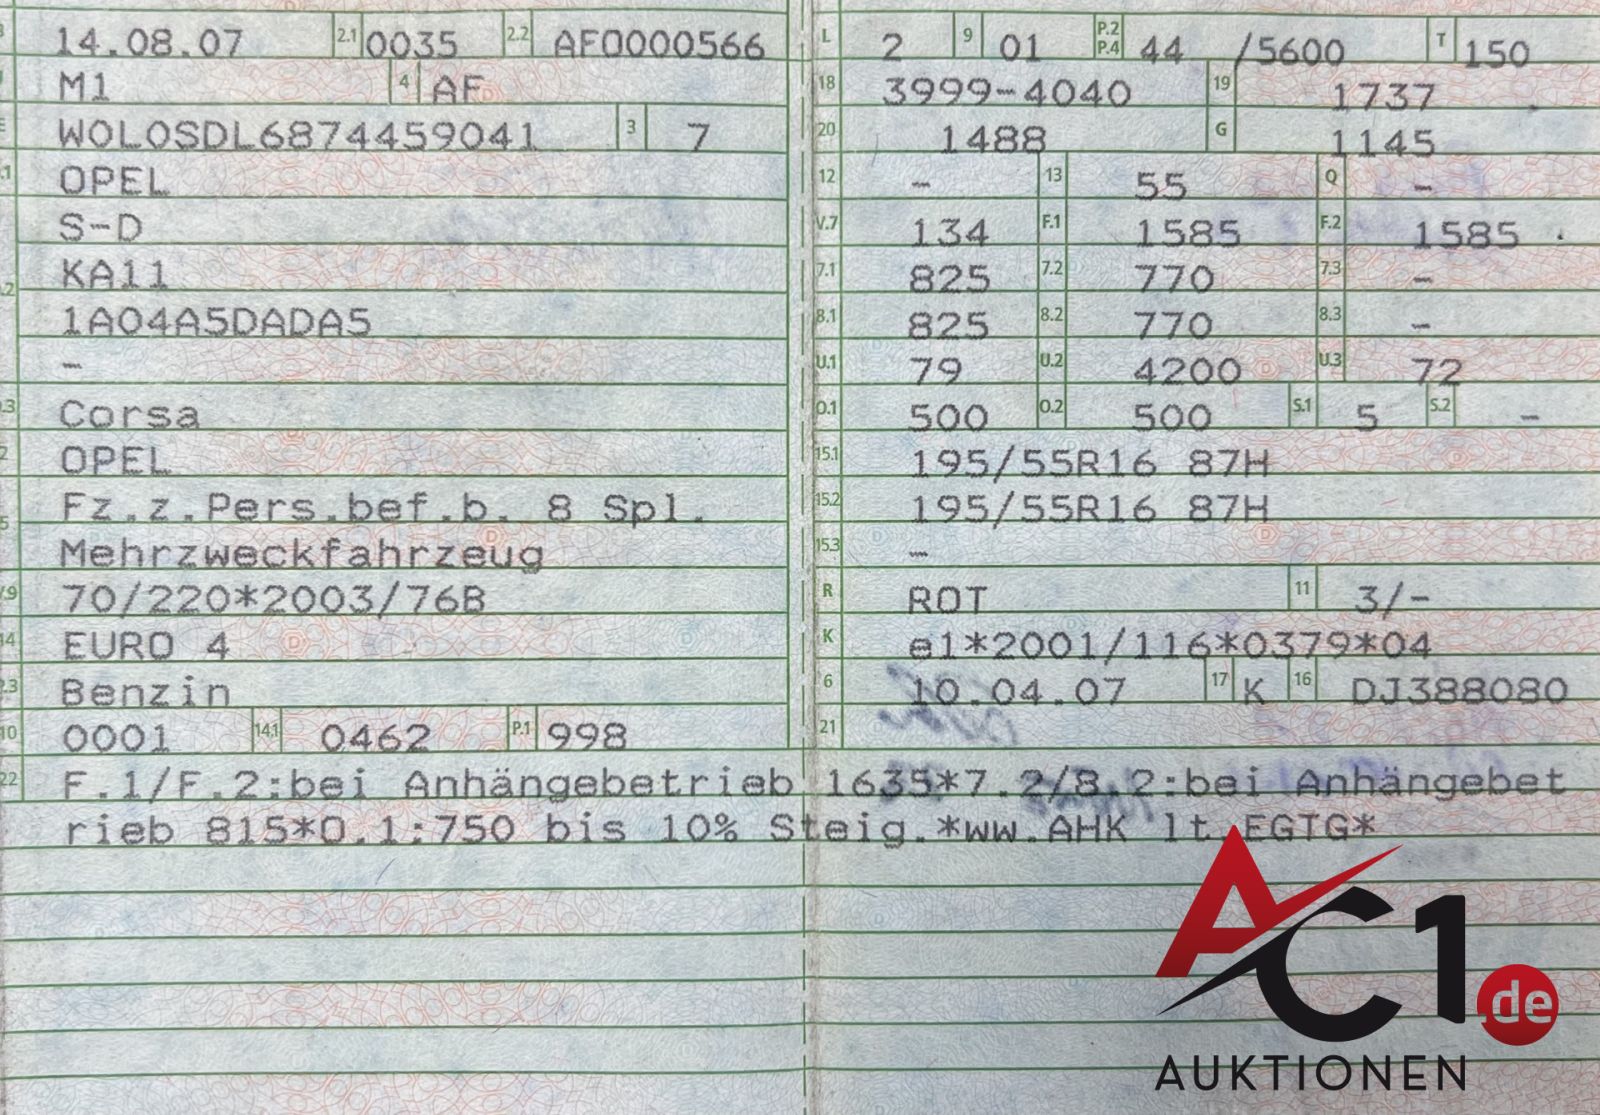 14.08.07 2.1 0035 2.2 AF0000566
M1 4 AF
W0L0SDL6874459041 3 7
OPEL
S-D
KA11
1A04A5DADA5
-
Corsa
OPEL
Fz.z.Pers.bef.b. 8 Spl.
Mehrzweckfahrzeug
70/220*2003/76B
EURO 4
Benzin
10 0001 14.1 0462 P.1 998
L 2 9 01 P.2 P.4 44 /5600 T 150
18 3999-4040 19 1737
20 1488 G 1145
12 - 13 55 Q -
V.7 134 F.1 1585 F.2 1585
7.1 825 7.2 770 7.3 -
8.1 825 8.2 770 8.3 -
U.1 79 U.2 4200 U.3 72
O.1 500 O.2 500 S.1 5 S.2 -
15.1 195/55R16 87H
15.2 195/55R16 87H
15.3 -
R ROT 11 3/-
K e1*2001/116*0379*04
6 10.04.07 17 K 16 DJ388080
21
22 F.1/F.2:bei Anhängebetrieb 1635*7.2/8.2:bei Anhängebet
rieb 815*O.1:750 bis 10% Steig.*ww.AHK lt.EGTG*
AC1.de
AUKTIONEN